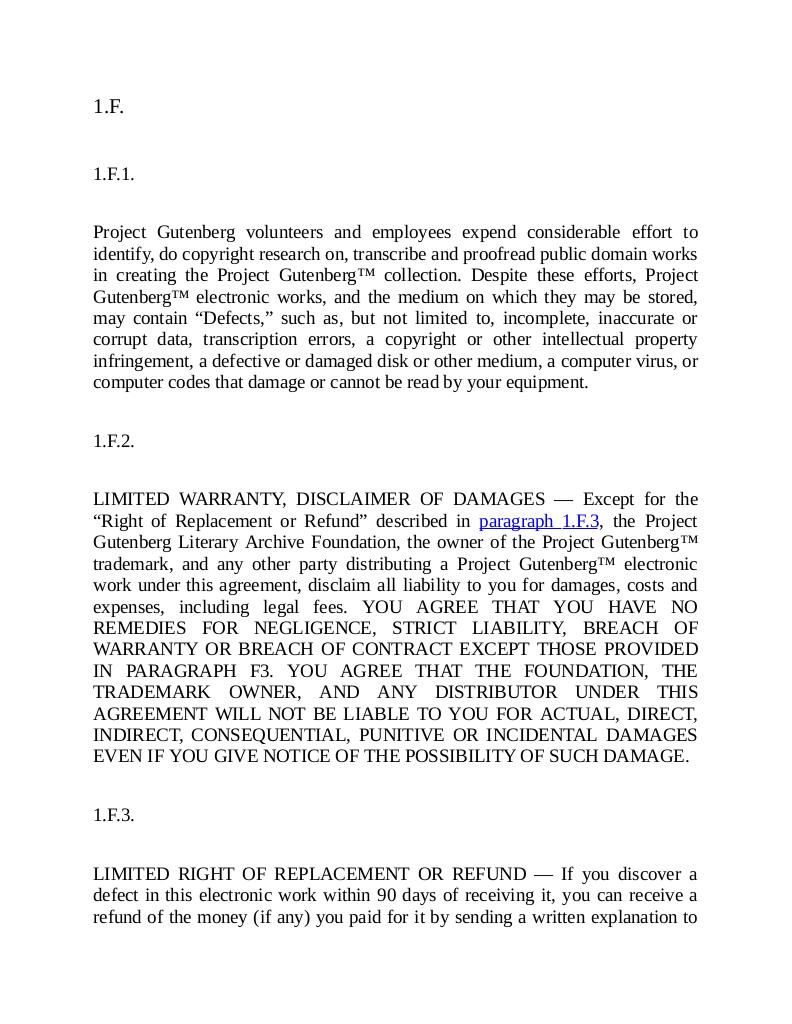 1.F.
1.F.1.
Project Gutenberg volunteers and employees expend considerable effort to
identify, do copyright research on, transcribe and proofread public domain works
in creating the Project Gutenberg™ collection. Despite these efforts, Project
Gutenberg™ electronic works, and the medium on which they may be stored,
may contain “Defects,” such as, but not limited to, incomplete, inaccurate or
corrupt data, transcription errors, a copyright or other intellectual property
infringement, a defective or damaged disk or other medium, a computer virus, or
computer codes that damage or cannot be read by your equipment.
1.F.2.
LIMITED WARRANTY, DISCLAIMER OF DAMAGES — Except for the
“Right of Replacement or Refund” described in paragraph 1.F.3, the Project
Gutenberg Literary Archive Foundation, the owner of the Project Gutenberg™
trademark, and any other party distributing a Project Gutenberg™ electronic
work under this agreement, disclaim all liability to you for damages, costs and
expenses, including legal fees. YOU AGREE THAT YOU HAVE NO
REMEDIES FOR NEGLIGENCE, STRICT LIABILITY, BREACH OF
WARRANTY OR BREACH OF CONTRACT EXCEPT THOSE PROVIDED
IN PARAGRAPH F3. YOU AGREE THAT THE FOUNDATION, THE
TRADEMARK OWNER, AND ANY DISTRIBUTOR UNDER THIS
AGREEMENT WILL NOT BE LIABLE TO YOU FOR ACTUAL, DIRECT,
INDIRECT, CONSEQUENTIAL, PUNITIVE OR INCIDENTAL DAMAGES
EVEN IF YOU GIVE NOTICE OF THE POSSIBILITY OF SUCH DAMAGE.
1.F.3.
LIMITED RIGHT OF REPLACEMENT OR REFUND — If you discover a
defect in this electronic work within 90 days of receiving it, you can receive a
refund of the money (if any) you paid for it by sending a written explanation to